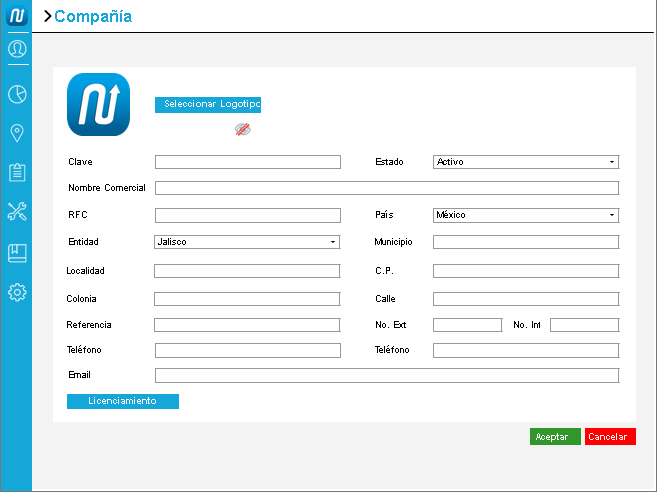 Compañía
Seleccionar Logotipo
Clave
Estado Activo
Nombre Comercial
RFC
País México
Entidad Jalisco
Municipio
Localidad
C.P.
Colonia
Calle
Referencia
No. Ext
No. Int
Teléfono
Teléfono
Email
Licenciamiento
Aceptar
Cancelar